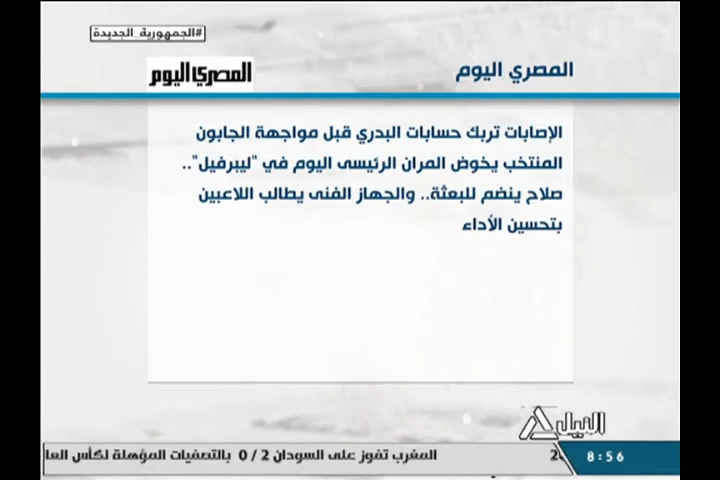 #الجمهورية_الجديدة
المصري اليوم
المصري اليوم
الإصابات تربك حسابات البدري قبل مواجهة الجابون
المنتخب يخوض المران الرئيسى اليوم في "ليبرفيل"..
صلاح ينضم للبعثة.. والجهاز الفنى يطالب اللاعبين
بتحسين الأداء
النيل
المغرب تفوز على السودان 2 / 0 بالتصفيات المؤهلة لكأس العا
8:56